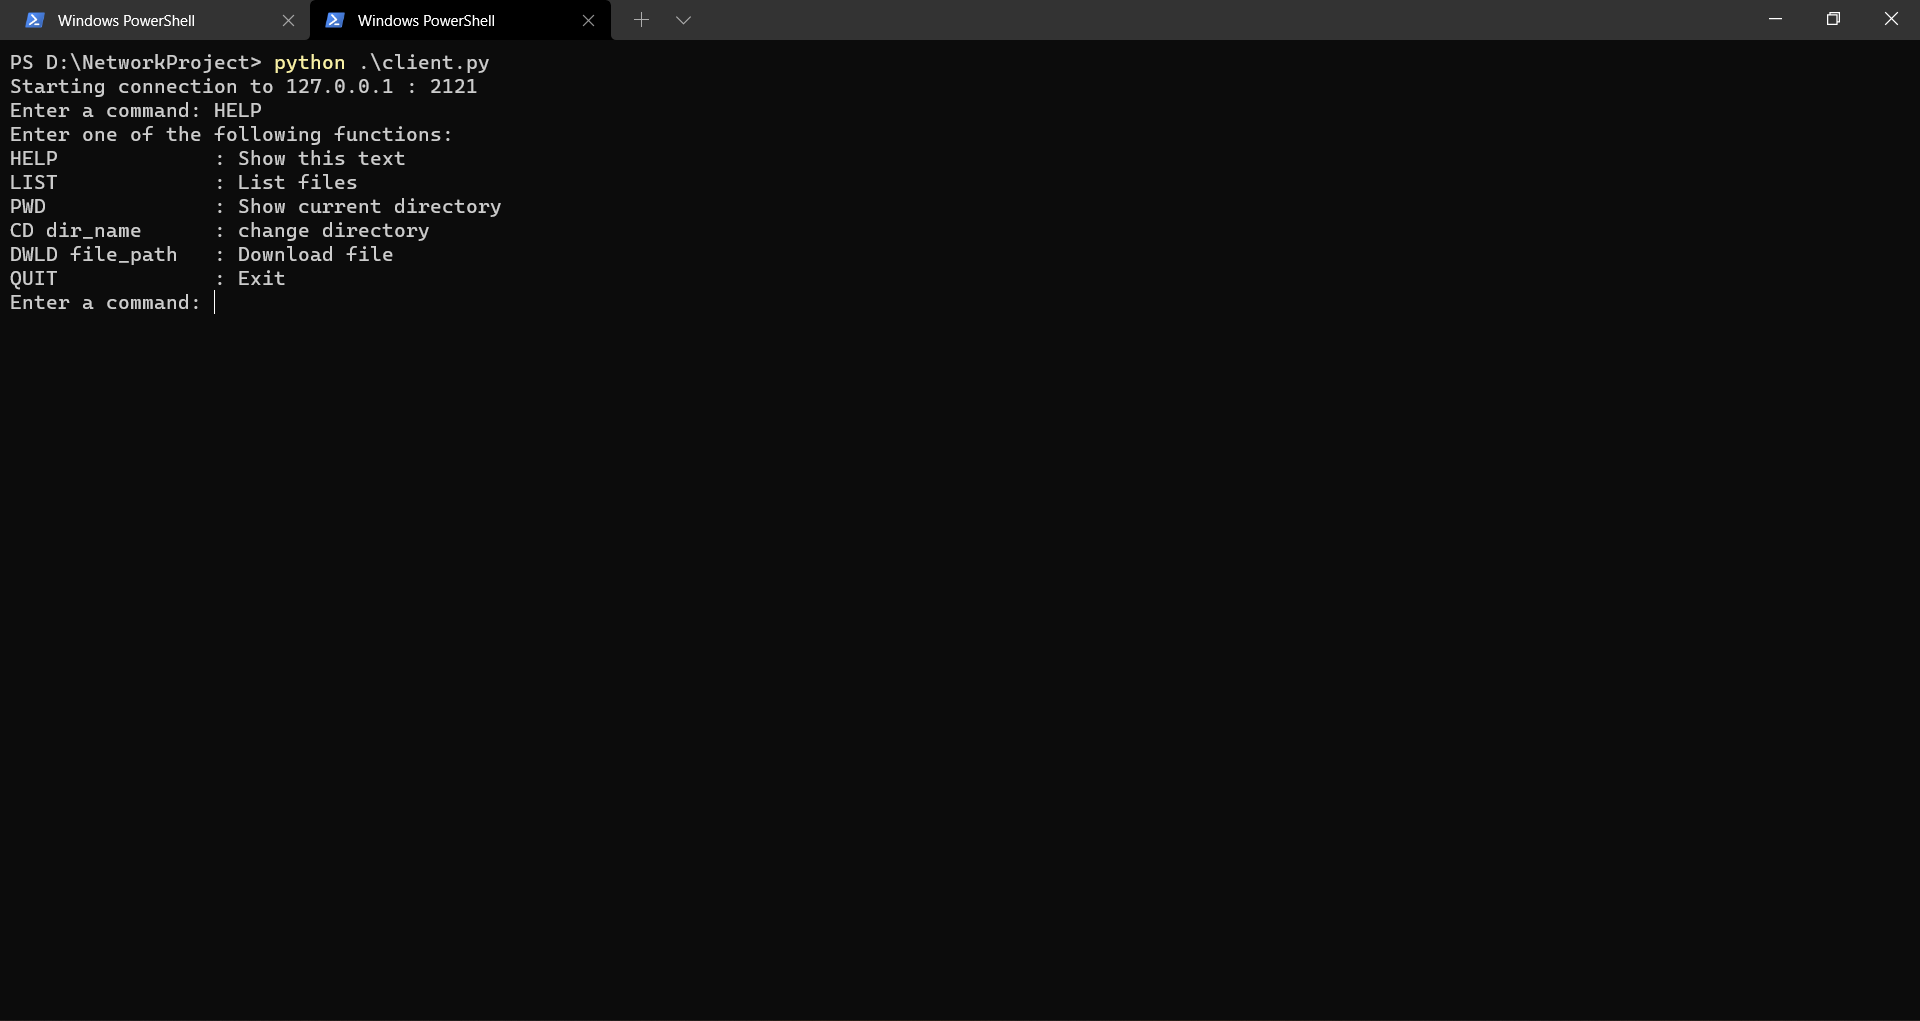 Windows PowerShell
Windows PowerShell
PS D:\NetworkProject> python .\client.py
Starting connection to 127.0.0.1 : 2121
Enter a command: HELP
Enter one of the following functions:
HELP             : Show this text
LIST             : List files
PWD              : Show current directory
CD dir_name      : change directory
DWLD file_path   : Download file
QUIT             : Exit
Enter a command: